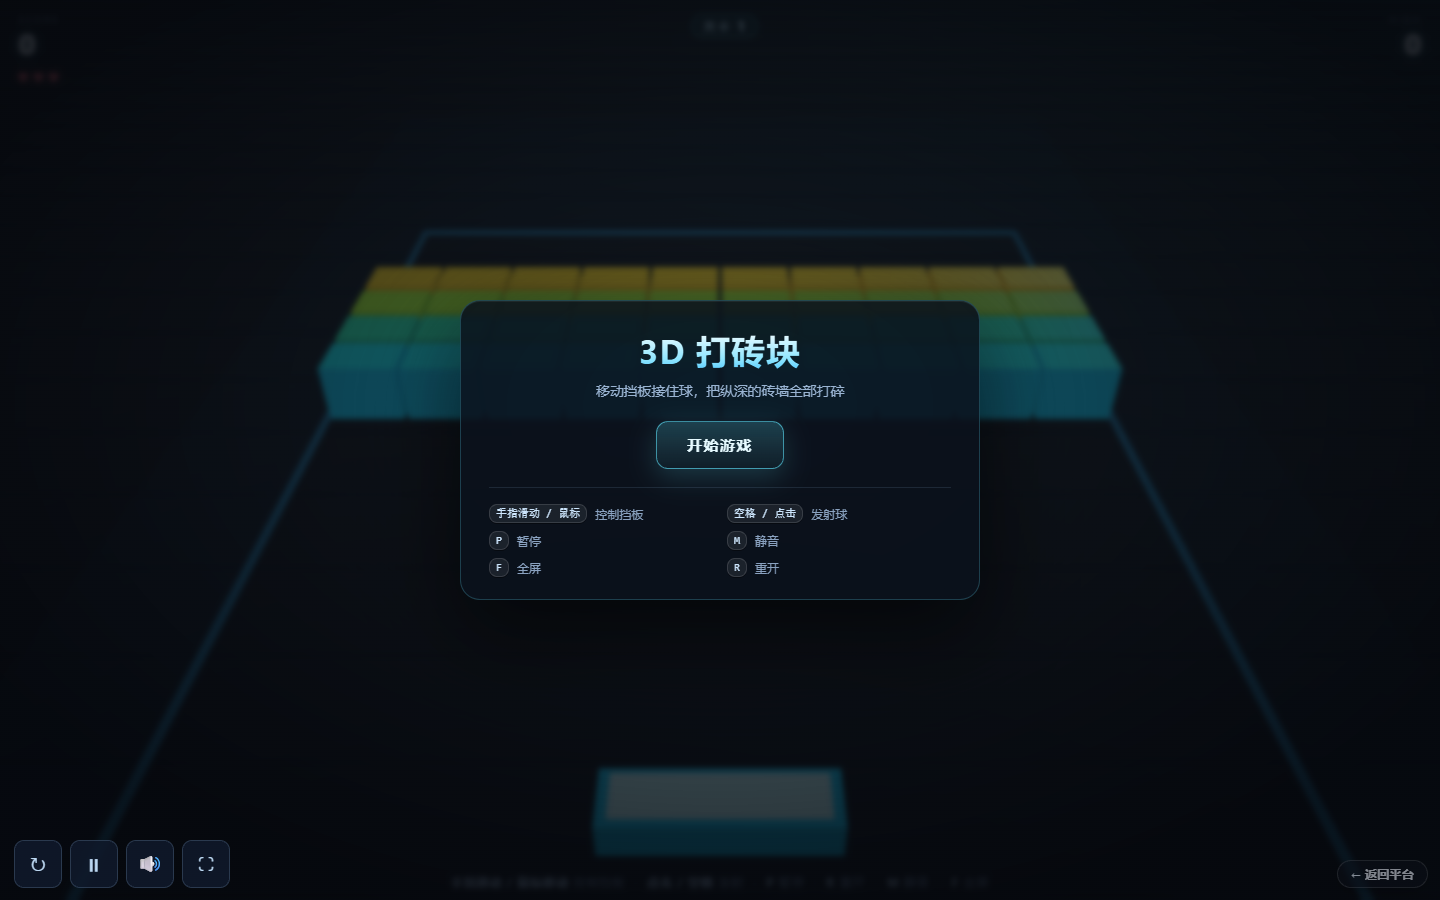 0
0
3D 打砖块
移动挡板接住球，把纵深的砖墙全部打碎
开始游戏
手指滑动 / 鼠标 控制挡板
空格 / 点击 发射球
P 暂停
M 静音
F 全屏
R 重开
← 返回平台